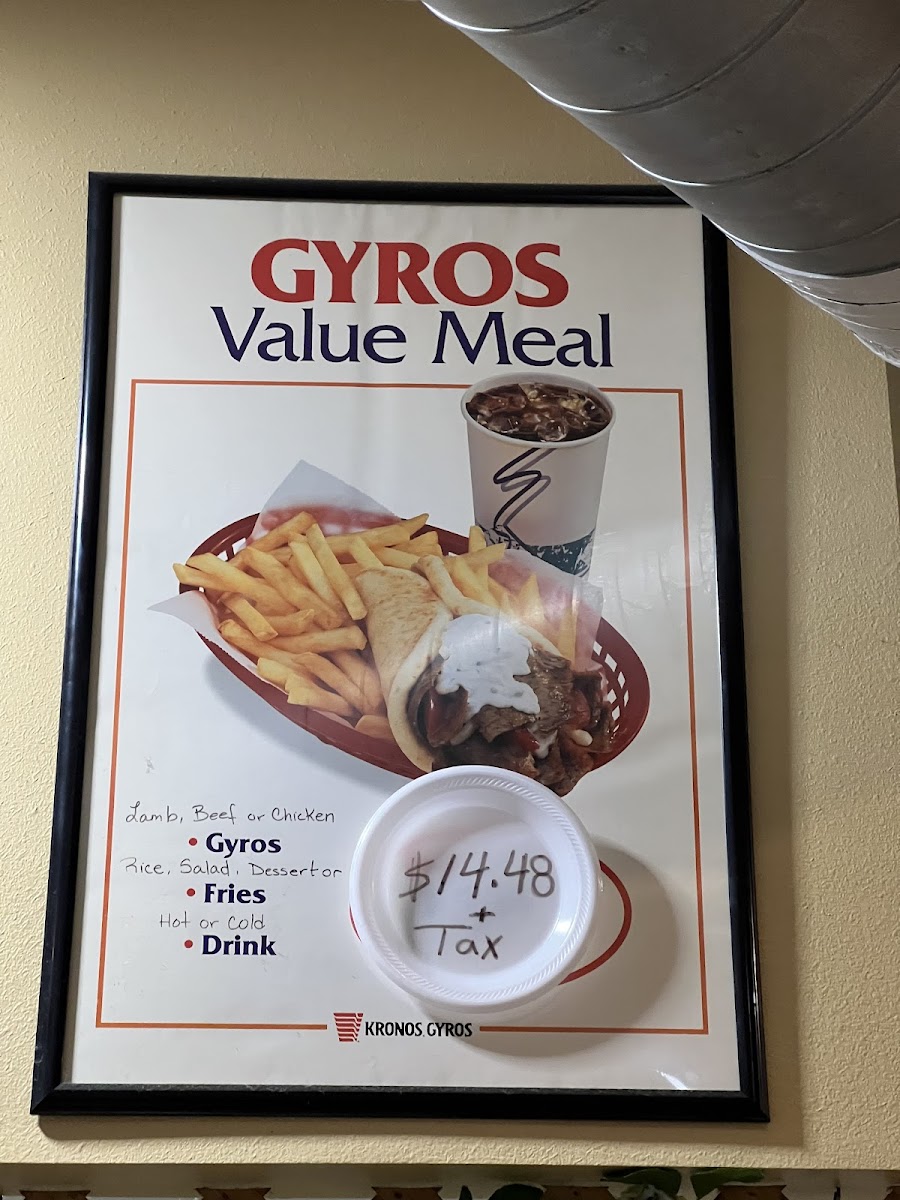 GYROS
Value Meal
Lamb, Beef or Chicken
• Gyros
Rice, Salad, Dessert or
• Fries
Hot or Cold
• Drink
$14.48
+
Tax
KRONOS GYROS